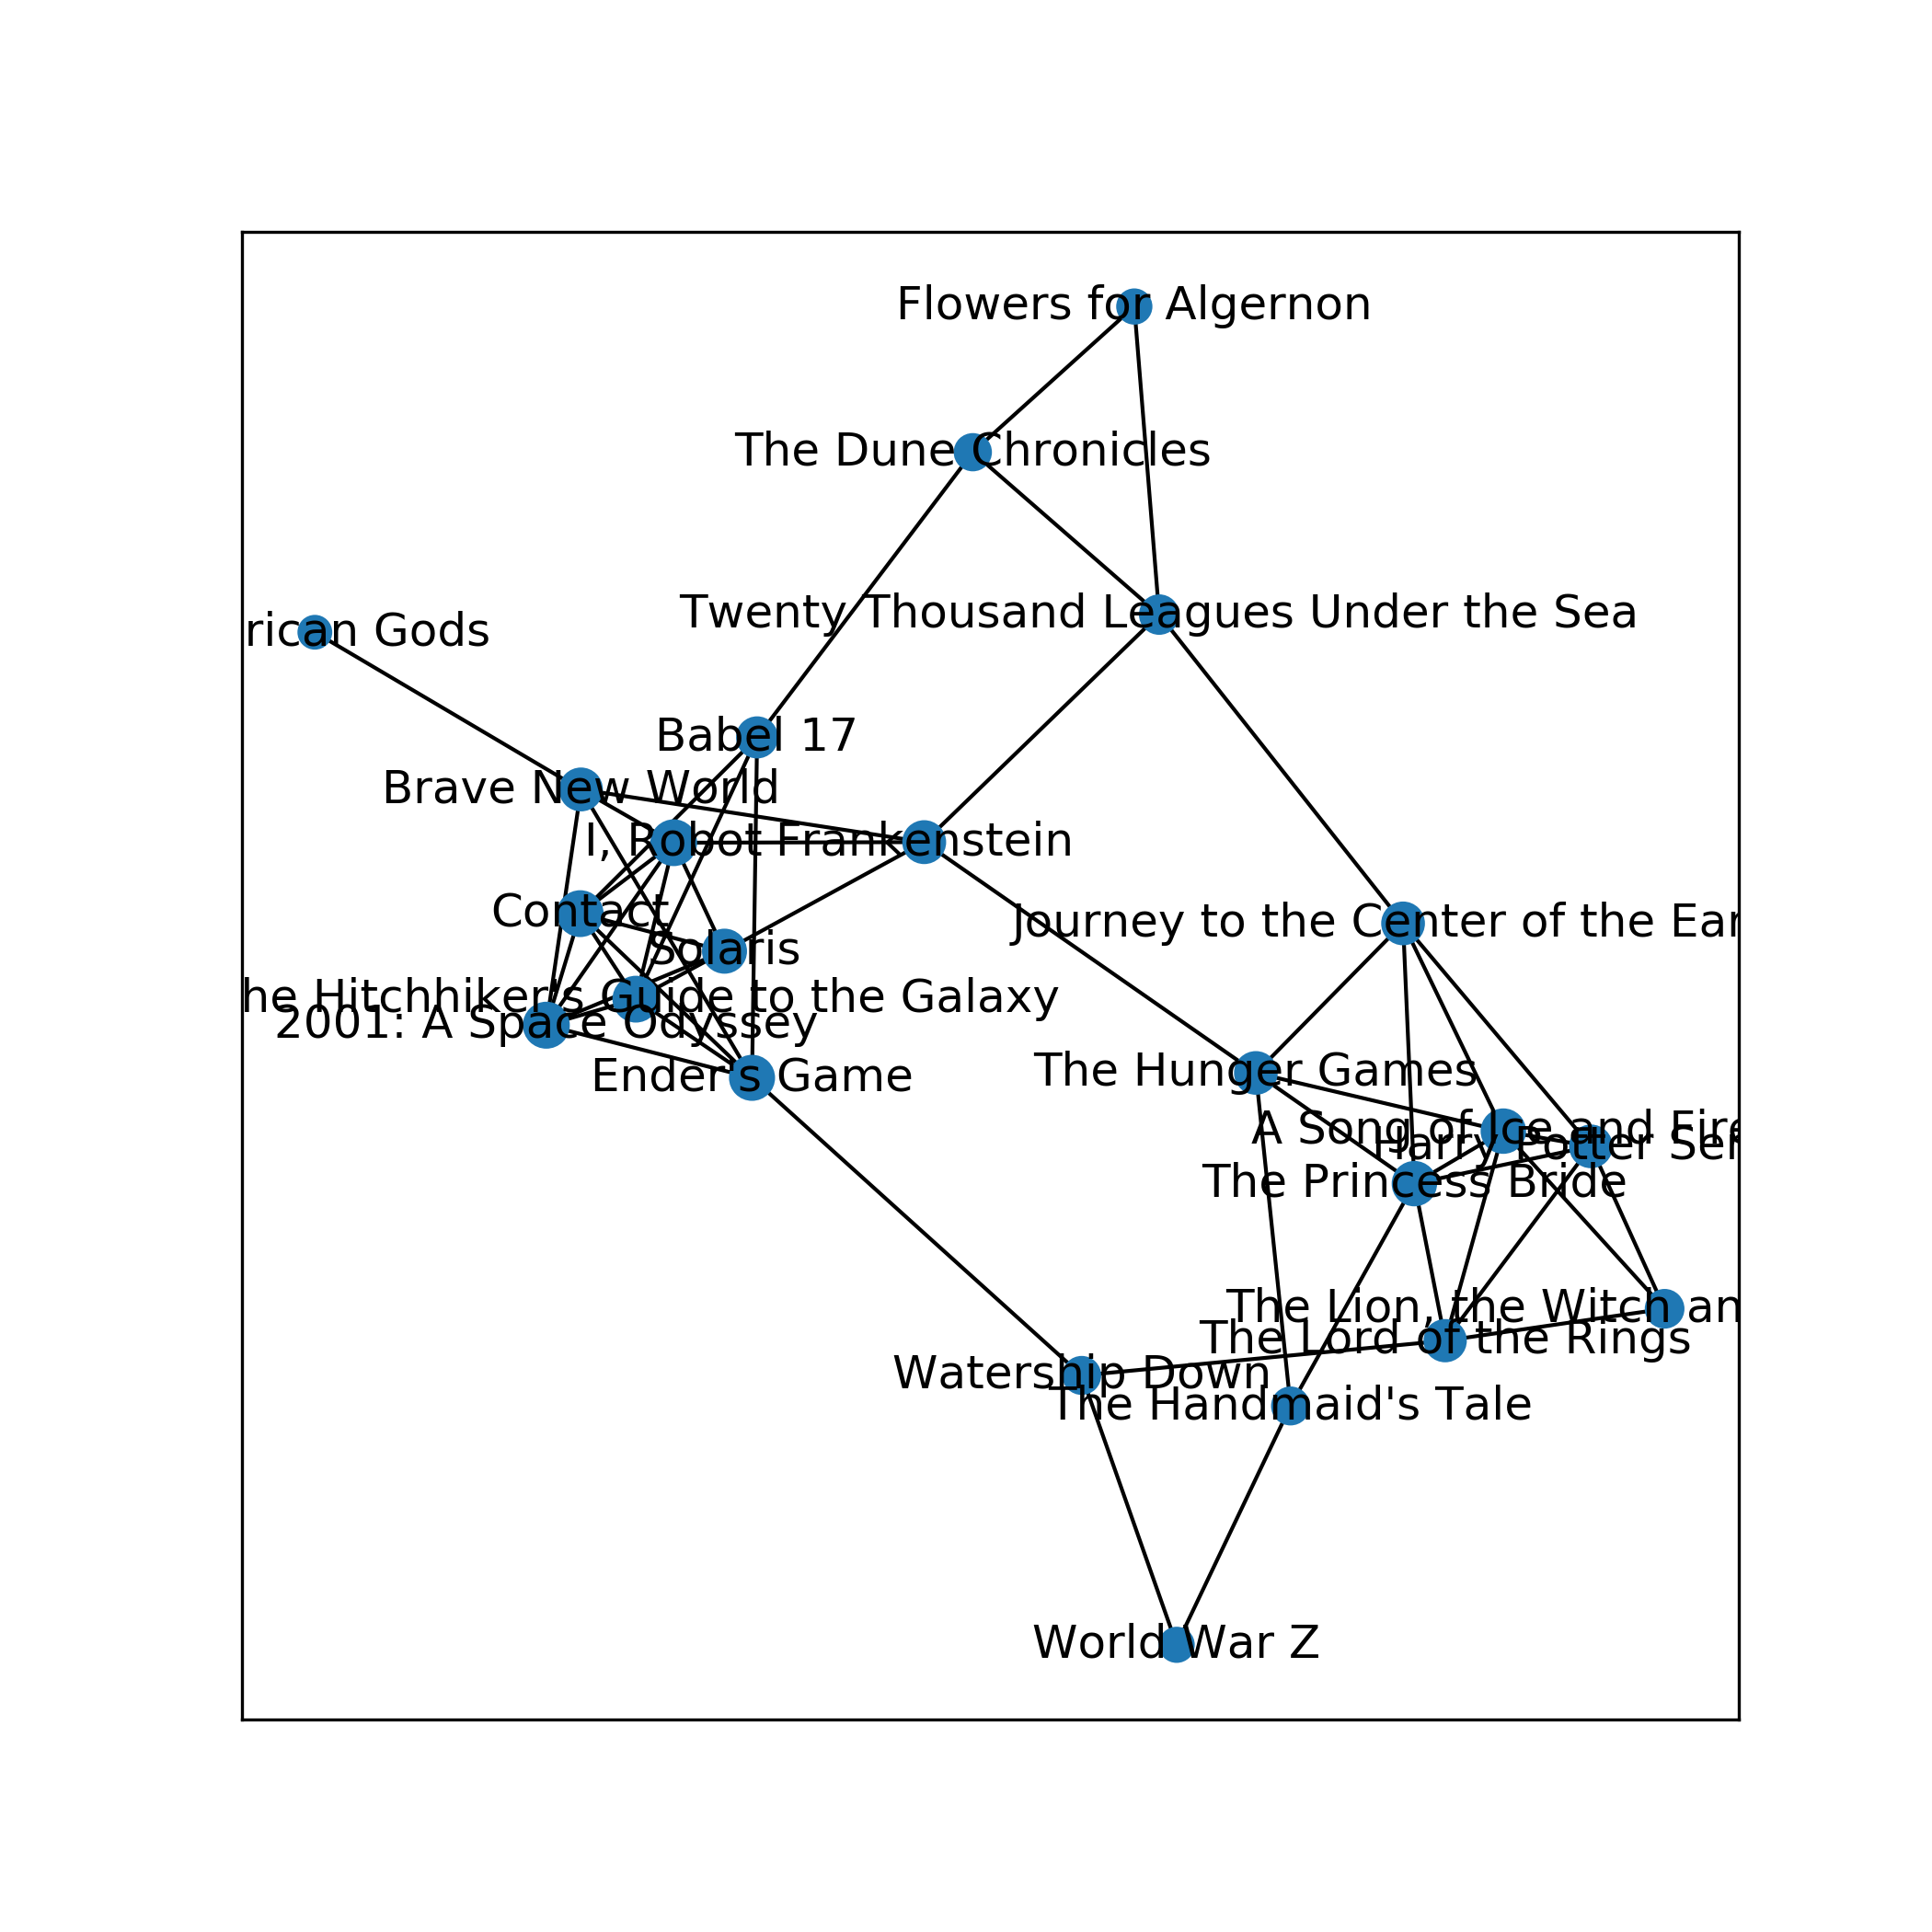 Flowers for Algernon
The Dune Chronicles
Twenty Thousand Leagues Under the Sea
rican Gods
Babel 17
Brave New World
I, Robot
Frankenstein
Contact
Journey to the Center of the Ear
Solaris
he Hitchhiker's Guide to the Galaxy
2001: A Space Odyssey
The Hunger Games
Ender's Game
A Song of Ice and Fire
Harry Potter Ser
The Princess Bride
The Lion, the Witch an
The Lord of the Rings
Watership Down
The Handmaid's Tale
World War Z